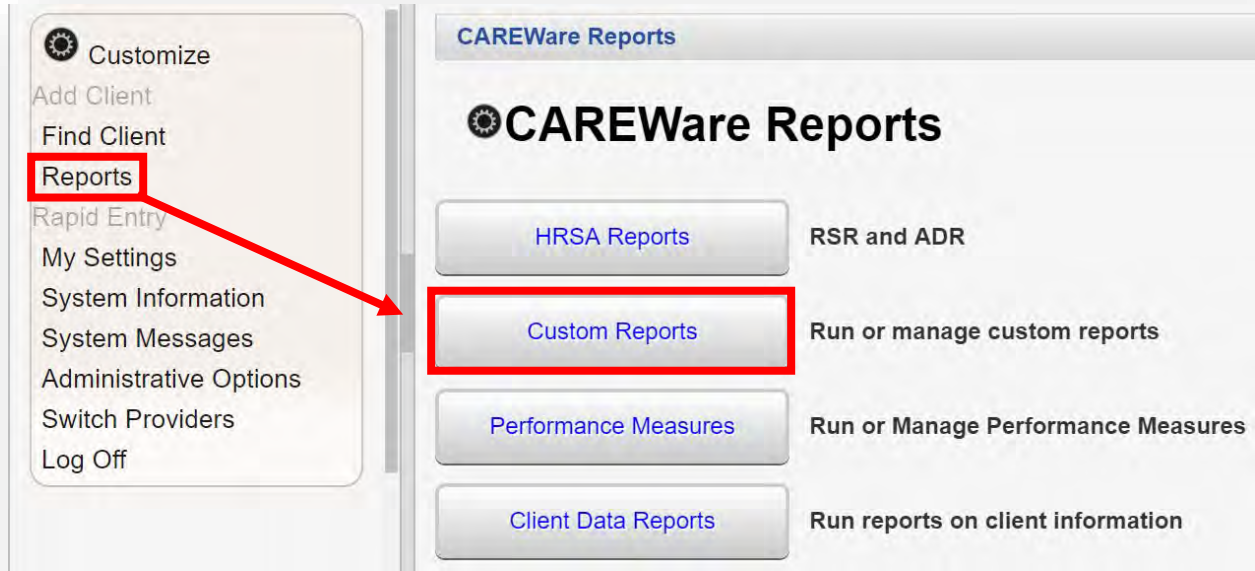 Customize
Add Client
Find Client
Reports
Rapid Entry
My Settings
System Information
System Messages
Administrative Options
Switch Providers
Log Off
CAREWare Reports
CAREWare Reports
HRSA Reports RSR and ADR
Custom Reports Run or manage custom reports
Performance Measures Run or Manage Performance Measures
Client Data Reports Run reports on client information